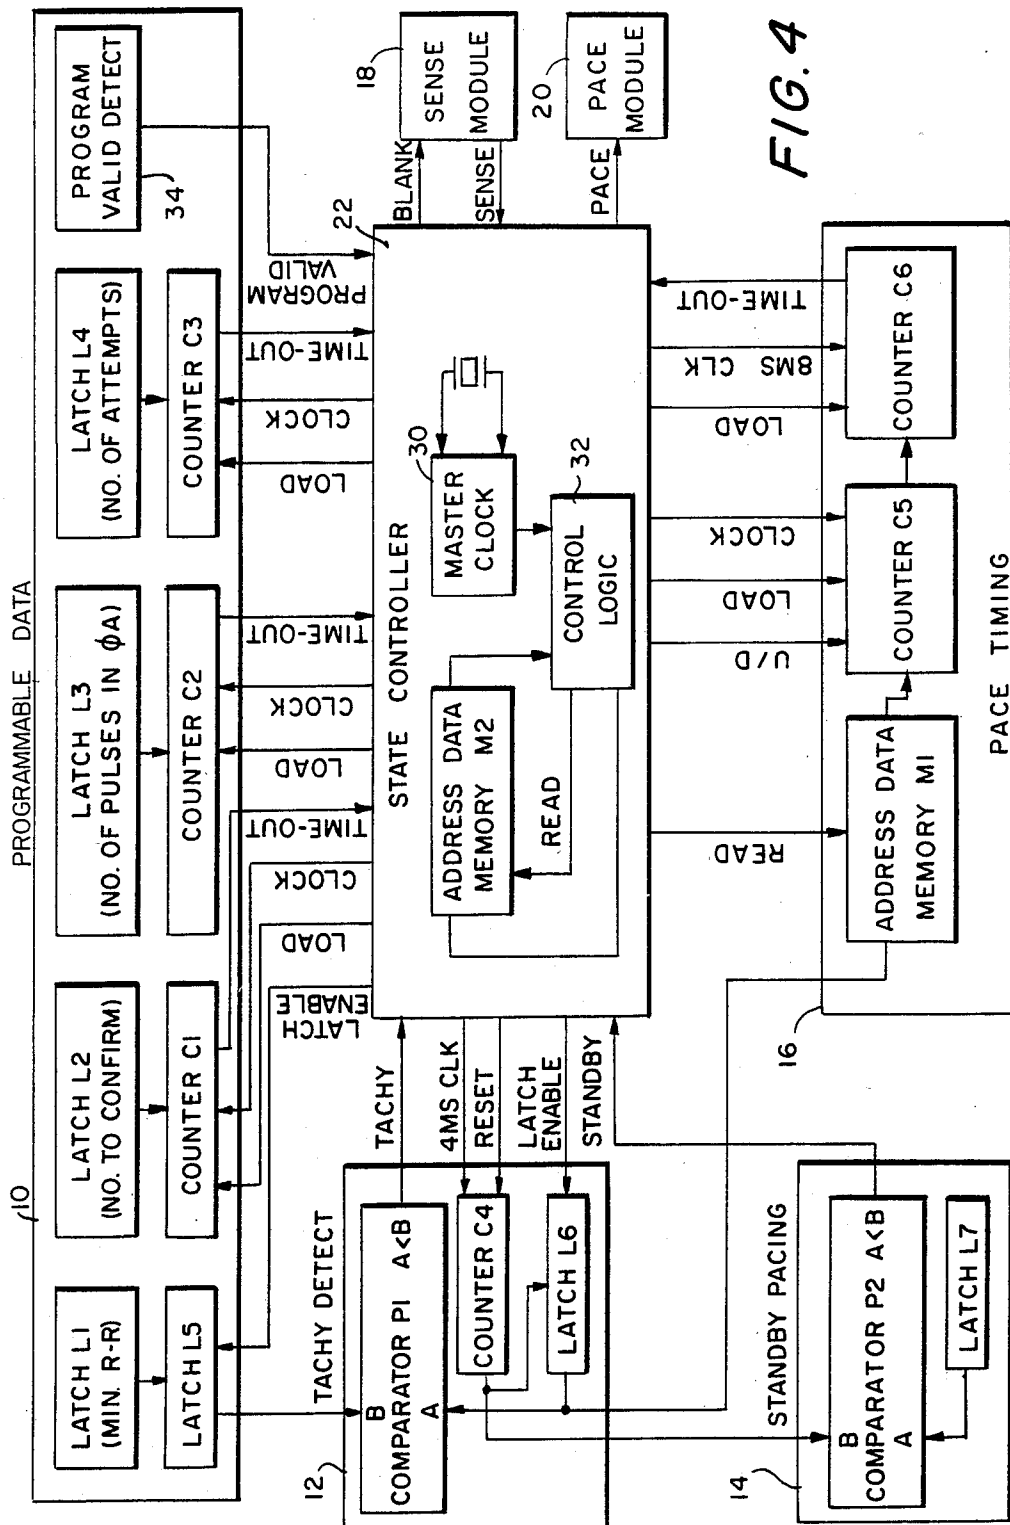 PROGRAMMABLE DATA
10
LATCH L1
(MIN. R-R)
LATCH L5
LATCH L2
(NO. TO CONFIRM)
COUNTER C1
LATCH L3
(NO. OF PULSES IN ϕA)
COUNTER C2
LATCH L4
(NO. OF ATTEMPTS)
COUNTER C3
PROGRAM
VALID DETECT
34
LATCH
ENABLE
LOAD
CLOCK
TIME-OUT
LOAD
CLOCK
TIME-OUT
LOAD
CLOCK
TIME-OUT
PROGRAM
VALID
22
TACHY DETECT
12
B
COMPARATOR P1 A<B
A
COUNTER C4
LATCH L6
TACHY
4MS CLK
RESET
LATCH
ENABLE
STANDBY
STATE CONTROLLER
ADDRESS DATA
MEMORY M2
READ
30
MASTER
CLOCK
32
CONTROL
LOGIC
BLANK
SENSE
PACE
18
SENSE
MODULE
20
PACE
MODULE
STANDBY PACING
14
B
COMPARATOR P2 A<B
A
LATCH L7
READ
U/D
LOAD
CLOCK
LOAD
8MS CLK
TIME-OUT
16
ADDRESS DATA
MEMORY M1
COUNTER C5
COUNTER C6
PACE TIMING
FIG. 4